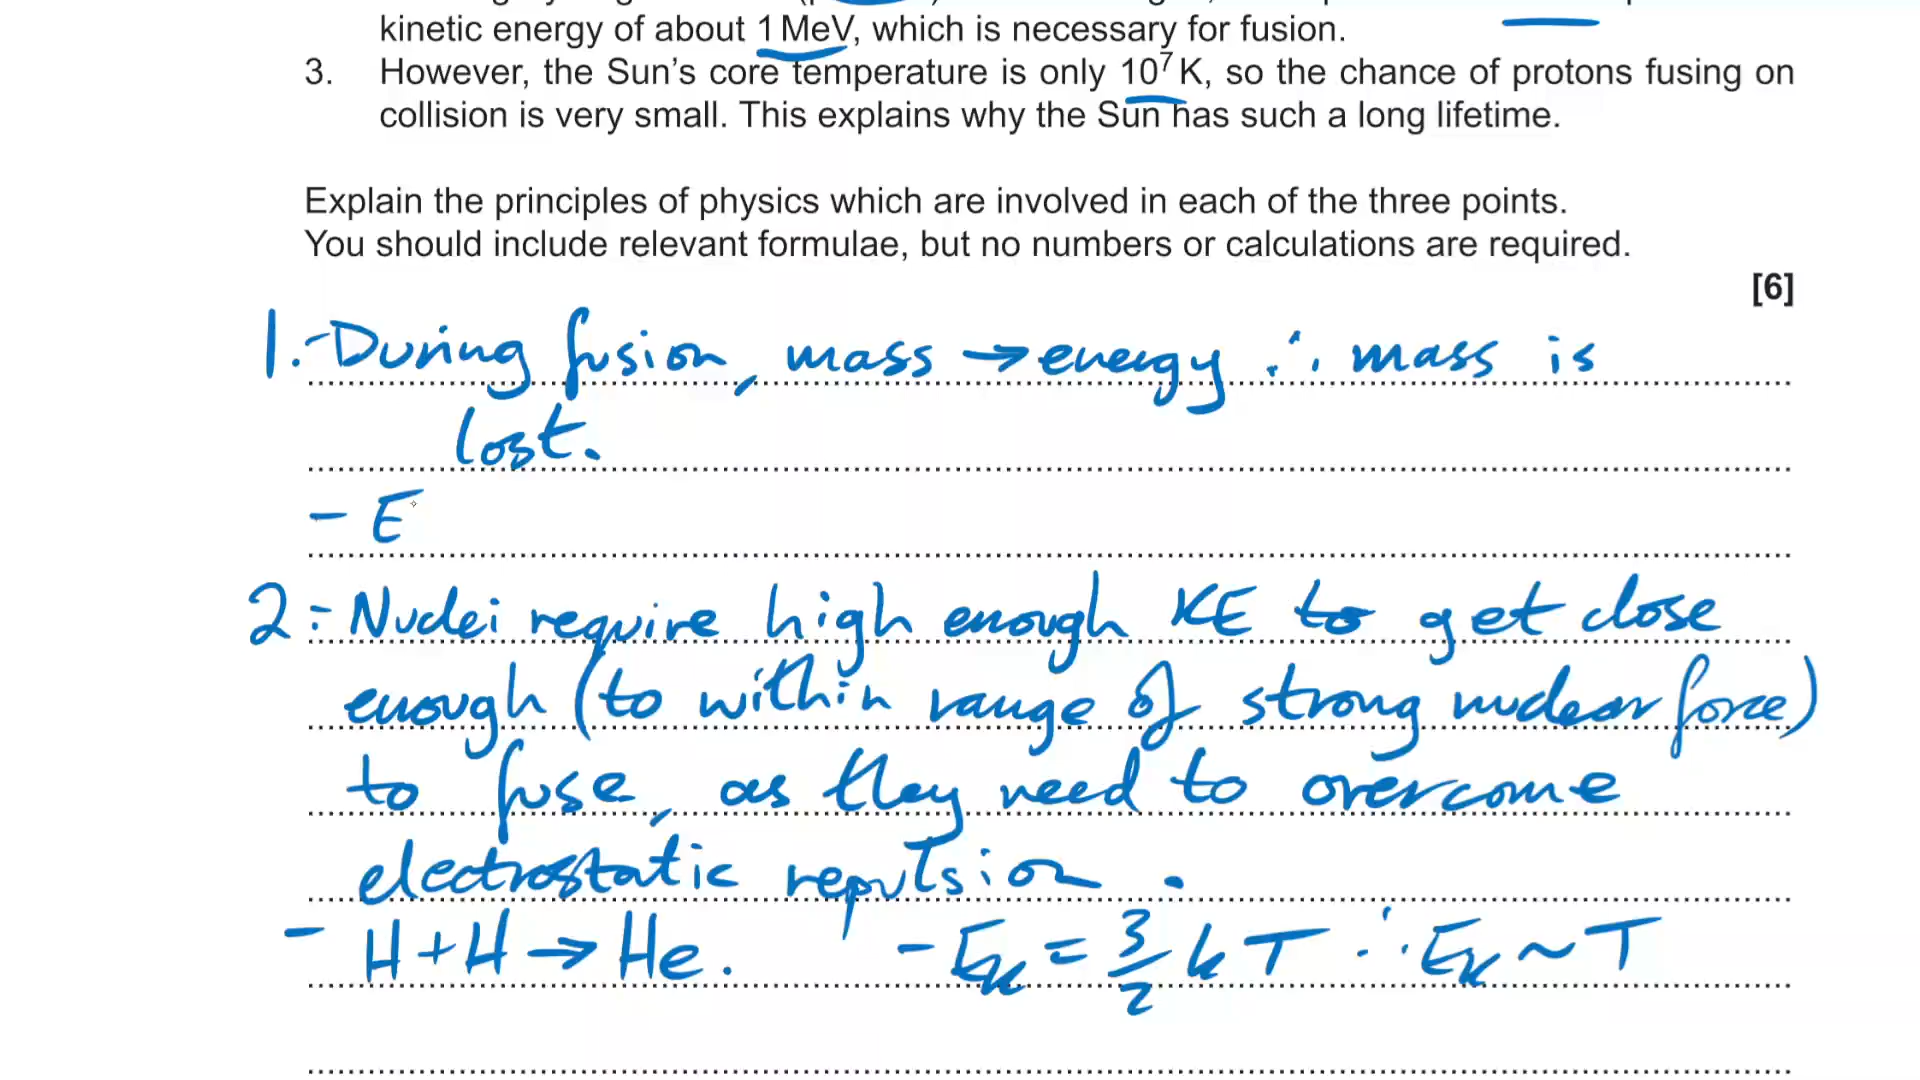 kinetic energy of about 1 MeV, which is necessary for fusion.
3. However, the Sun's core temperature is only 10⁷ K, so the chance of protons fusing on
collision is very small. This explains why the Sun has such a long lifetime.
Explain the principles of physics which are involved in each of the three points.
You should include relevant formulae, but no numbers or calculations are required.
[6]
1. - During fusion, mass → energy ∴ mass is
lost.
- E
2 - Nuclei require high enough KE to get close
enough (to within range of strong nuclear force)
to fuse, as they need to overcome
electrostatic repulsion.
- H + H → He. - Eₖ = 3/2 kT ∴ Eₖ ~ T